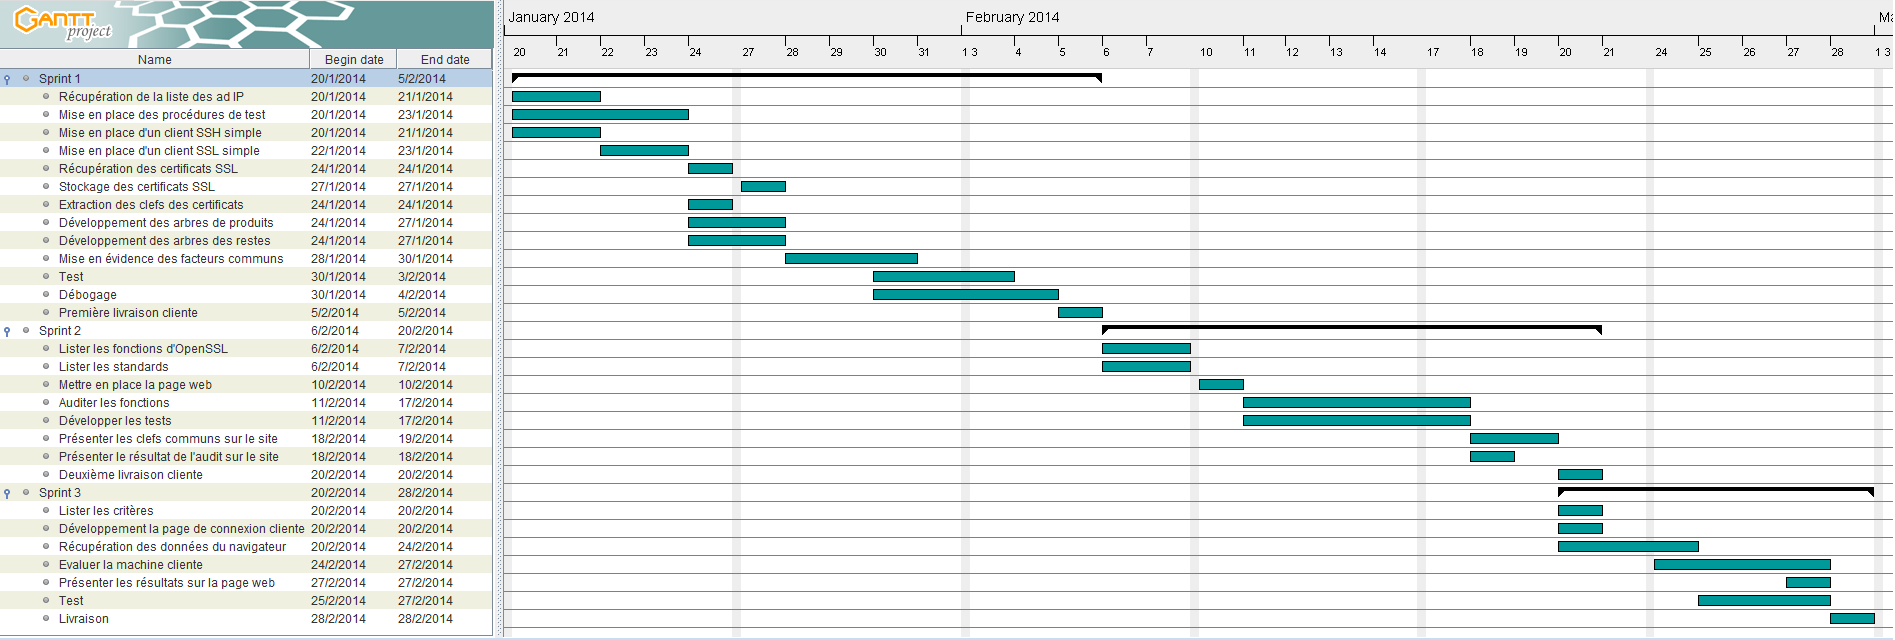 GANTT
project
January 2014
February 2014
Ma
20 21 22 23 24 27 28 29 30 31 1 3 4 5 6 7 10 11 12 13 14 17 18 19 20 21 24 25 26 27 28 1 3
Name Begin date End date
Sprint 1 20/1/2014 5/2/2014
Récupération de la liste des ad IP 20/1/2014 21/1/2014
Mise en place des procédures de test 20/1/2014 23/1/2014
Mise en place d'un client SSH simple 20/1/2014 21/1/2014
Mise en place d'un client SSL simple 22/1/2014 23/1/2014
Récupération des certificats SSL 24/1/2014 24/1/2014
Stockage des certificats SSL 27/1/2014 27/1/2014
Extraction des clefs des certificats 24/1/2014 24/1/2014
Développement des arbres de produits 24/1/2014 27/1/2014
Développement des arbres des restes 24/1/2014 27/1/2014
Mise en évidence des facteurs communs 28/1/2014 30/1/2014
Test 30/1/2014 3/2/2014
Débogage 30/1/2014 4/2/2014
Première livraison cliente 5/2/2014 5/2/2014
Sprint 2 6/2/2014 20/2/2014
Lister les fonctions d'OpenSSL 6/2/2014 7/2/2014
Lister les standards 6/2/2014 7/2/2014
Mettre en place la page web 10/2/2014 10/2/2014
Auditer les fonctions 11/2/2014 17/2/2014
Développer les tests 11/2/2014 17/2/2014
Présenter les clefs communs sur le site 18/2/2014 19/2/2014
Présenter le résultat de l'audit sur le site 18/2/2014 18/2/2014
Deuxième livraison cliente 20/2/2014 20/2/2014
Sprint 3 20/2/2014 28/2/2014
Lister les critères 20/2/2014 20/2/2014
Développement la page de connexion cliente 20/2/2014 20/2/2014
Récupération des données du navigateur 20/2/2014 24/2/2014
Evaluer la machine cliente 24/2/2014 27/2/2014
Présenter les résultats sur la page web 27/2/2014 27/2/2014
Test 25/2/2014 27/2/2014
Livraison 28/2/2014 28/2/2014